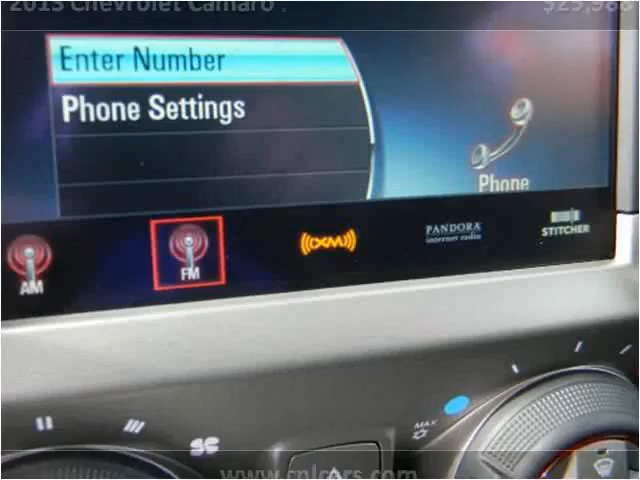 2013 Chevrolet Camaro . $25,988
Enter Number
Phone Settings
Phone
AM
FM
((XM))
PANDORA
internet radio
STITCHER
MAX
www.cnlcars.com